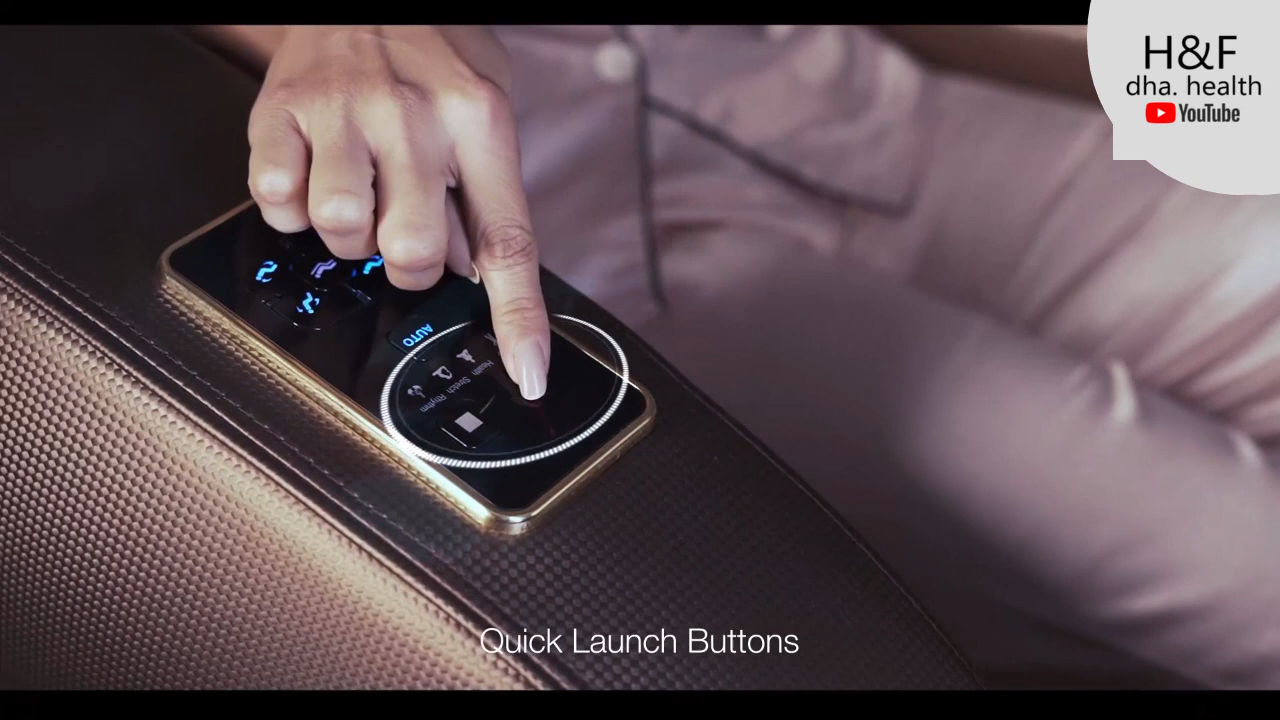 H&F
dha. health
YouTube
AUTO
Health
Stretch
Rhythm
Quick Launch Buttons